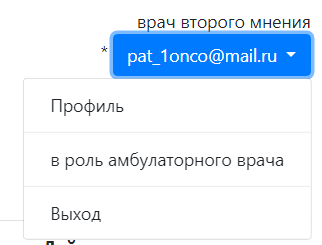 врач второго мнения
* pat_1onco@mail.ru
Профиль
в роль амбулаторного врача
Выход